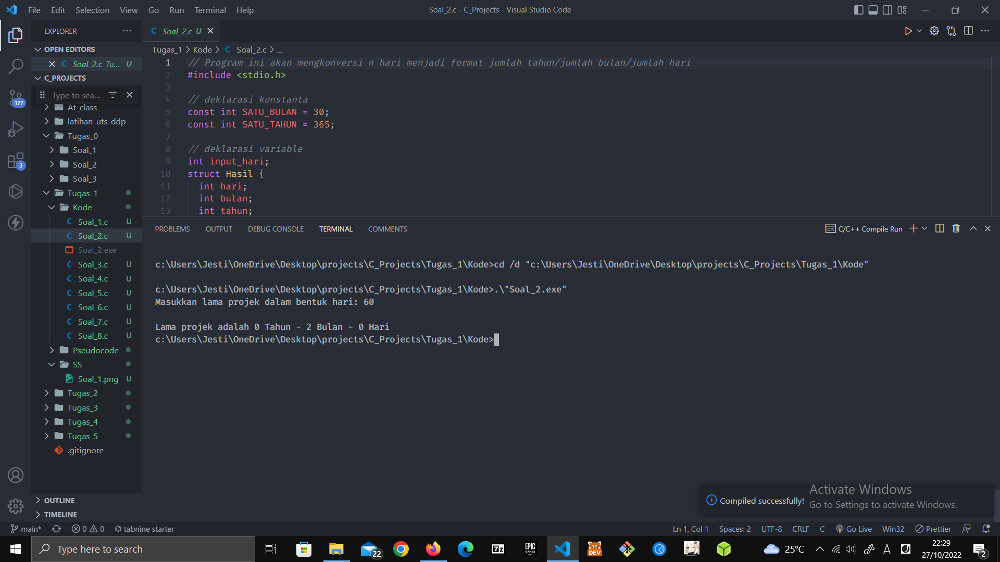 File Edit Selection View Go Run Terminal Help
Soal_2.c - C_Projects - Visual Studio Code
EXPLORER
OPEN EDITORS
Soal_2.c Tu... U
C_PROJECTS
Type to sea...
At_class
latihan-uts-ddp
Tugas_0
Soal_1
Soal_2
Soal_3
Tugas_1
Kode
Soal_1.c U
Soal_2.c U
Soal_2.exe
Soal_3.c U
Soal_4.c U
Soal_5.c U
Soal_6.c U
Soal_7.c U
Soal_8.c U
Pseudocode
SS
Soal_1.png U
Tugas_2
Tugas_3
Tugas_4
Tugas_5
.gitignore
OUTLINE
TIMELINE
177
3
C Soal_2.c U
Tugas_1 > Kode > C Soal_2.c > ...
1 // Program ini akan mengkonversi n hari menjadi format jumlah tahun/jumlah bulan/jumlah hari
2 #include <stdio.h>
3
4 // deklarasi konstanta
5 const int SATU_BULAN = 30;
6 const int SATU_TAHUN = 365;
7
8 // deklarasi variable
9 int input_hari;
10 struct Hasil {
11 int hari;
12 int bulan;
13 int tahun;
PROBLEMS OUTPUT DEBUG CONSOLE TERMINAL COMMENTS
C/C++ Compile Run
c:\Users\Jesti\OneDrive\Desktop\projects\C_Projects\Tugas_1\Kode>cd /d "c:\Users\Jesti\OneDrive\Desktop\projects\C_Projects\Tugas_1\Kode"
c:\Users\Jesti\OneDrive\Desktop\projects\C_Projects\Tugas_1\Kode>.\"Soal_2.exe"
Masukkan lama projek dalam bentuk hari: 60
Lama projek adalah 0 Tahun - 2 Bulan - 0 Hari
c:\Users\Jesti\OneDrive\Desktop\projects\C_Projects\Tugas_1\Kode>
Compiled successfully!
Activate Windows
Go to Settings to activate Windows.
main* 0 0 tabnine starter
Ln 1, Col 1 Spaces: 2 UTF-8 CRLF C Go Live Win32 Prettier
Type here to search
22
7z
EPIC GAMES
DEV
25°C
A
22:29
27/10/2022
2